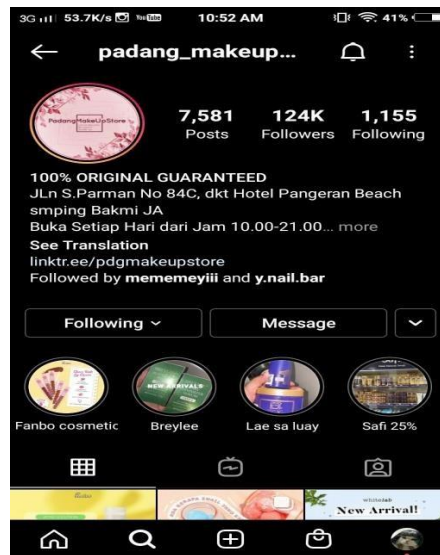 3G 53.7K/s 10:52 AM 41%
padang_makeup...
PadangMakeUpStore
7,581 124K 1,155
Posts Followers Following
100% ORIGINAL GUARANTEED
JLn S.Parman No 84C, dkt Hotel Pangeran Beach
smping Bakmi JA
Buka Setiap Hari dari Jam 10.00-21.00... more
See Translation
linktr.ee/pdgmakeupstore
Followed by mememeyiii and y.nail.bar
Following Message
NEW ARRIVALS
Fanbo cosmetic Breylee Lae sa luay Safi 25%
New Arrival!